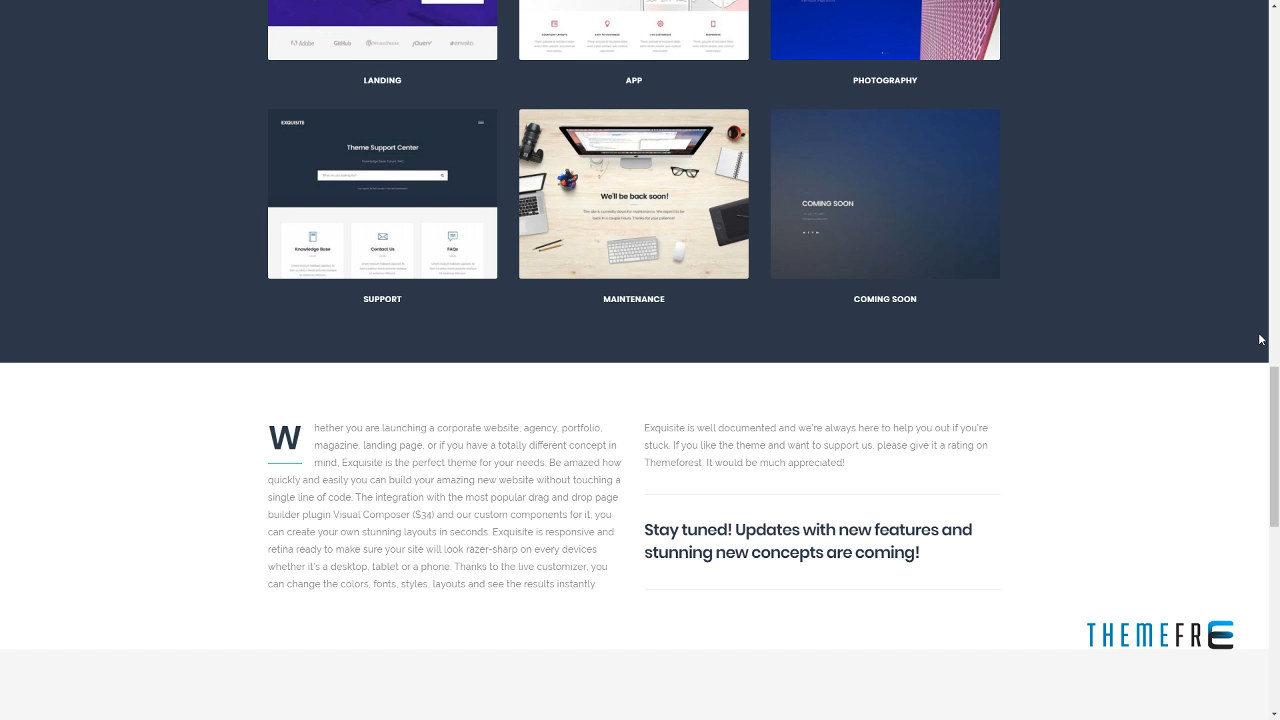 Adobe GitHub jQuery envato
LANDING
APP
PHOTOGRAPHY
EXQUISITE
Theme Support Center
Knowledge Base
Contact Us
FAQs
SUPPORT
We'll be back soon!
MAINTENANCE
COMING SOON
COMING SOON
Whether you are launching a corporate website, agency, portfolio,
magazine, landing page, or if you have a totally different concept in
mind, Exquisite is the perfect theme for your needs. Be amazed how
quickly and easily you can build your amazing new website without touching a
single line of code. The integration with the most popular drag and drop page
builder plugin Visual Composer ($34) and our custom components for it, you
can create your own stunning layouts in seconds. Exquisite is responsive and
retina ready to make sure your site will look razer-sharp on every devices
whether it's a desktop, tablet or a phone. Thanks to the live customizer, you
can change the colors, fonts, styles, layouts and see the results instantly.
Exquisite is well documented and we're always here to help you out if you're
stuck. If you like the theme and want to support us, please give it a rating on
Themeforest. It would be much appreciated!
Stay tuned! Updates with new features and
stunning new concepts are coming!
THEMEFRE